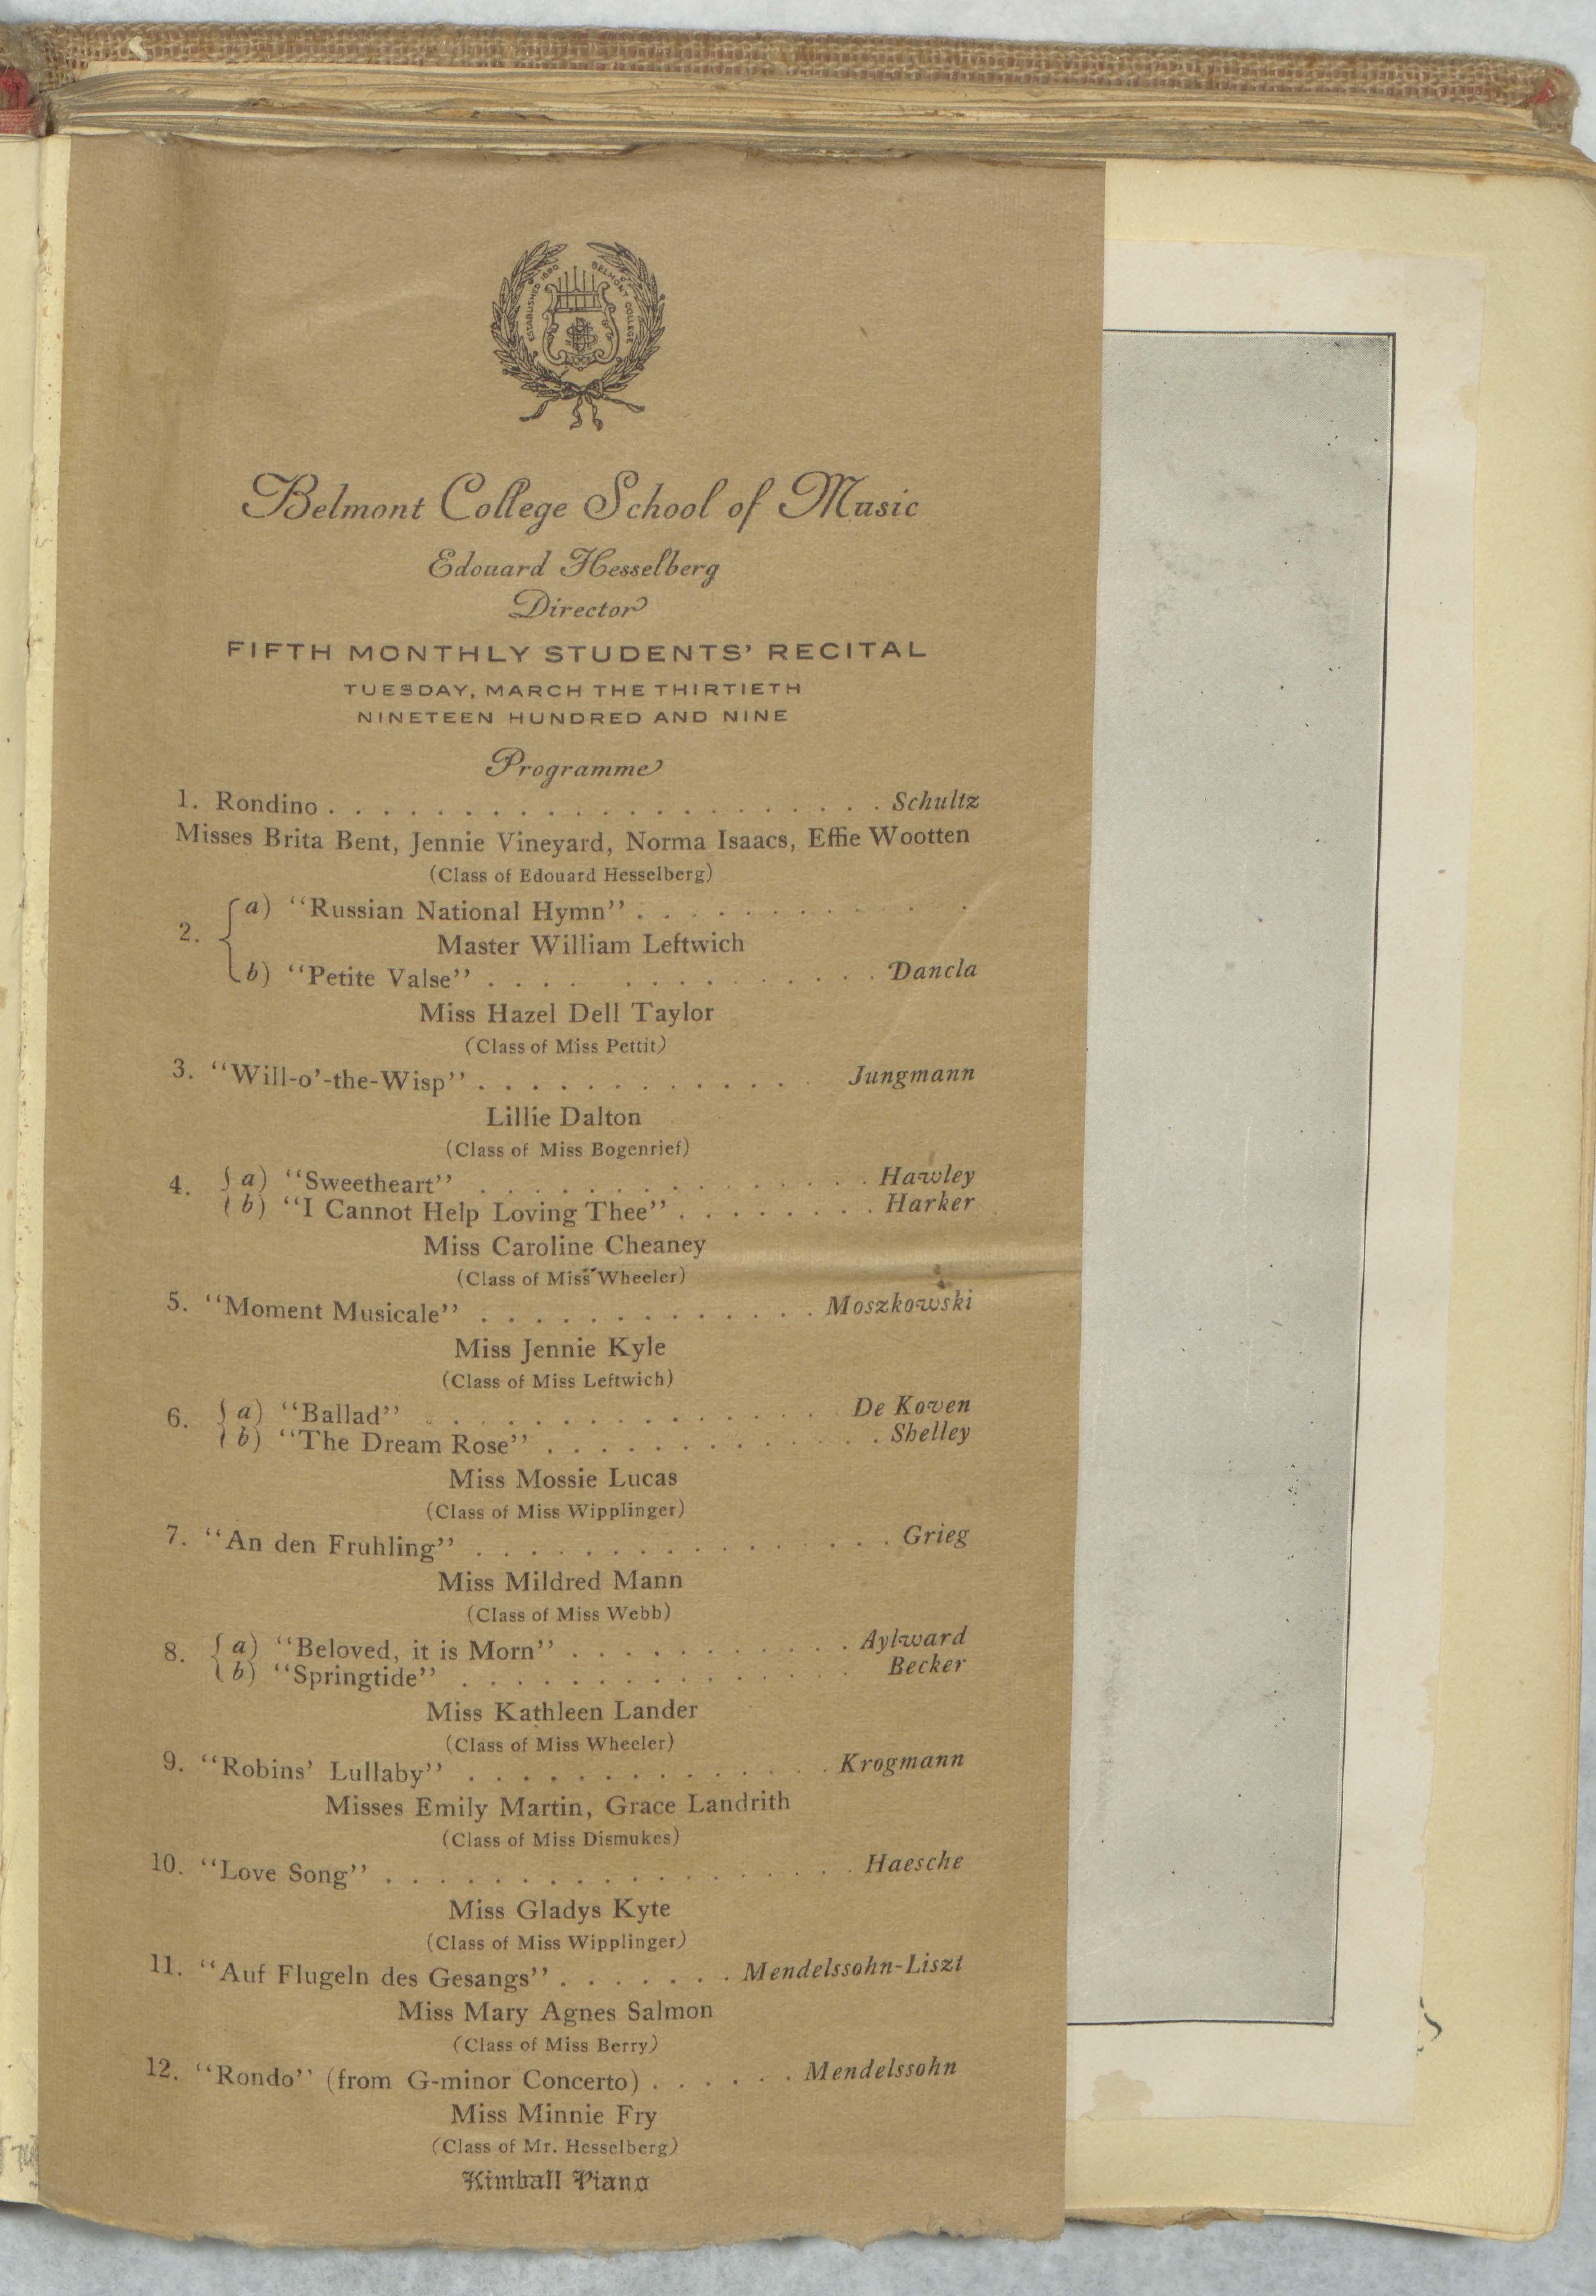 ESTABLISHED 1890 BELMONT COLLEGE
Belmont College School of Music
Edouard Hesselberg
Director
FIFTH MONTHLY STUDENTS' RECITAL
TUESDAY, MARCH THE THIRTIETH
NINETEEN HUNDRED AND NINE
Programme
1. Rondino . . . . . . . . . . . . . . . . . . . . . Schultz
Misses Brita Bent, Jennie Vineyard, Norma Isaacs, Effie Wootten
(Class of Edouard Hesselberg)
2. a) "Russian National Hymn" . . . . . . . . . . . . .
Master William Leftwich
b) "Petite Valse" . . . . . . . . . . . . . . Dancla
Miss Hazel Dell Taylor
(Class of Miss Pettit)
3. "Will-o'-the-Wisp" . . . . . . . . . . . . . Jungmann
Lillie Dalton
(Class of Miss Bogenrief)
4. a) "Sweetheart" . . . . . . . . . . . . . . . Hawley
b) "I Cannot Help Loving Thee" . . . . . . . . Harker
Miss Caroline Cheaney
(Class of Miss Wheeler)
5. "Moment Musicale" . . . . . . . . . . . . . Moszkowski
Miss Jennie Kyle
(Class of Miss Leftwich)
6. a) "Ballad" . . . . . . . . . . . . . . . . De Koven
b) "The Dream Rose" . . . . . . . . . . . . . Shelley
Miss Mossie Lucas
(Class of Miss Wipplinger)
7. "An den Fruhling" . . . . . . . . . . . . . . . . Grieg
Miss Mildred Mann
(Class of Miss Webb)
8. a) "Beloved, it is Morn" . . . . . . . . . . . Aylward
b) "Springtide" . . . . . . . . . . . . . . . Becker
Miss Kathleen Lander
(Class of Miss Wheeler)
9. "Robins' Lullaby" . . . . . . . . . . . . . . Krogmann
Misses Emily Martin, Grace Landrith
(Class of Miss Dismukes)
10. "Love Song" . . . . . . . . . . . . . . . . . . Haesche
Miss Gladys Kyte
(Class of Miss Wipplinger)
11. "Auf Flugeln des Gesangs" . . . . . . . Mendelssohn-Liszt
Miss Mary Agnes Salmon
(Class of Miss Berry)
12. "Rondo" (from G-minor Concerto) . . . . . . Mendelssohn
Miss Minnie Fry
(Class of Mr. Hesselberg)
Kimball Piano